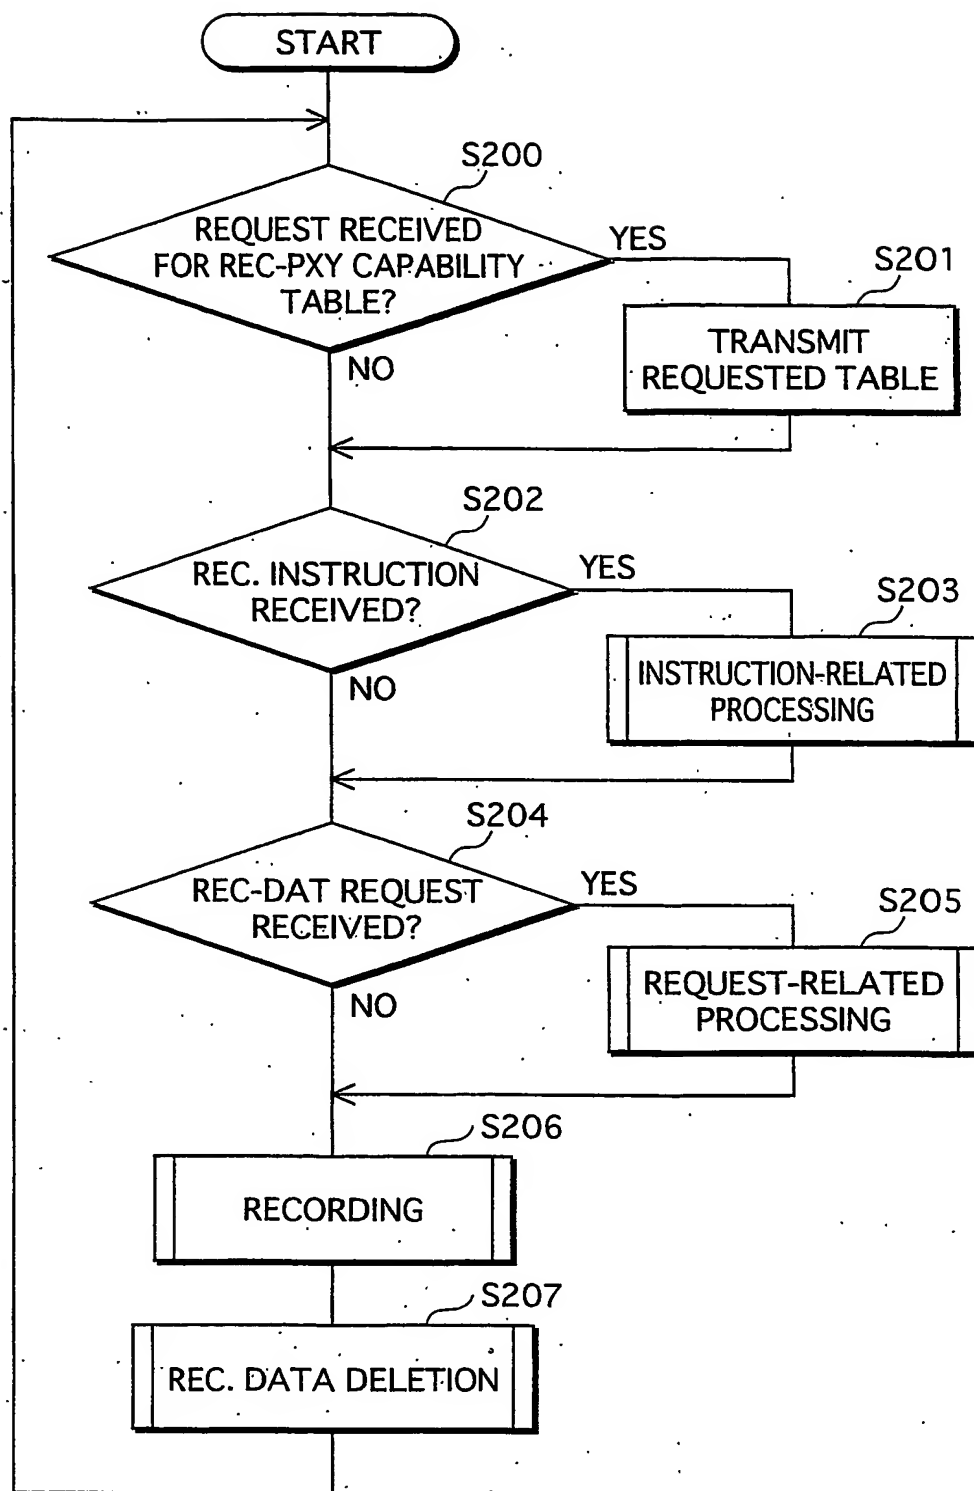 START
S200
REQUEST RECEIVED
FOR REC-PXY CAPABILITY
TABLE?
YES
S201
TRANSMIT
REQUESTED TABLE
NO
S202
REC. INSTRUCTION
RECEIVED?
YES
S203
INSTRUCTION-RELATED
PROCESSING
NO
S204
REC-DAT REQUEST
RECEIVED?
YES
S205
REQUEST-RELATED
PROCESSING
NO
S206
RECORDING
S207
REC. DATA DELETION